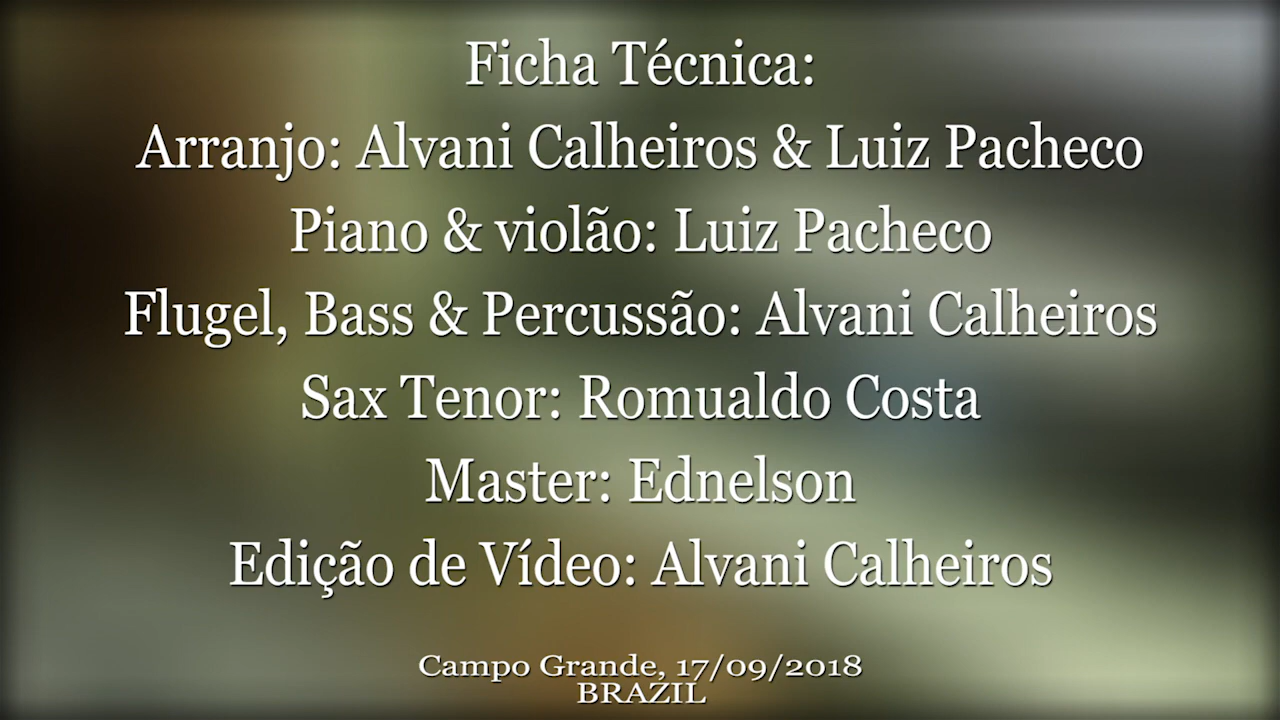 Ficha Técnica:
Arranjo: Alvani Calheiros & Luiz Pacheco
Piano & violão: Luiz Pacheco
Flugel, Bass & Percussão: Alvani Calheiros
Sax Tenor: Romualdo Costa
Master: Ednelson
Edição de Vídeo: Alvani Calheiros
Campo Grande, 17/09/2018
BRAZIL